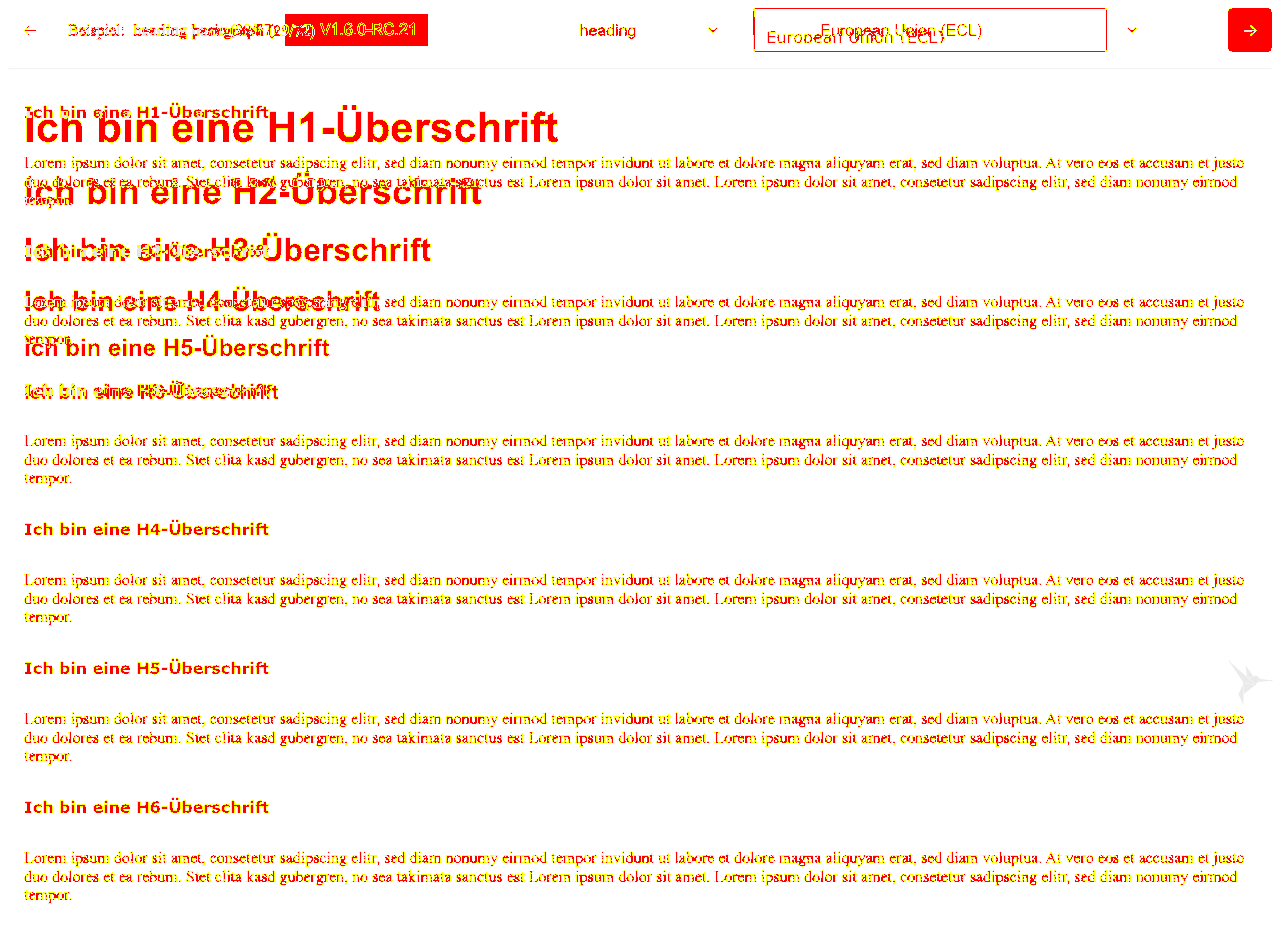 Beispiel: heading
V1.6.0-RC.21
heading
European Union (ECL)
European Union (ECL)
Ich bin eine H1-Überschrift
Ich bin eine H1-Überschrift
Lorem ipsum dolor sit amet, consetetur sadipscing elitr, sed diam nonumy eirmod tempor invidunt ut labore et dolore magna aliquyam erat, sed diam voluptua. At vero eos et accusam et justo
duo dolores et ea rebum. Stet clita kasd gubergren, no sea takimata sanctus est Lorem ipsum dolor sit amet. Lorem ipsum dolor sit amet, consetetur sadipscing elitr, sed diam nonumy eirmod
tempor.
Ich bin eine H2-Überschrift
Ich bin eine H3-Überschrift
Ich bin eine H2-Überschrift
Ich bin eine H4-Überschrift
Lorem ipsum dolor sit amet, consetetur sadipscing elitr, sed diam nonumy eirmod tempor invidunt ut labore et dolore magna aliquyam erat, sed diam voluptua. At vero eos et accusam et justo
duo dolores et ea rebum. Stet clita kasd gubergren, no sea takimata sanctus est Lorem ipsum dolor sit amet. Lorem ipsum dolor sit amet, consetetur sadipscing elitr, sed diam nonumy eirmod
tempor.
Ich bin eine H5-Überschrift
Ich bin eine H6-Überschrift
Ich bin eine H3-Überschrift
Lorem ipsum dolor sit amet, consetetur sadipscing elitr, sed diam nonumy eirmod tempor invidunt ut labore et dolore magna aliquyam erat, sed diam voluptua. At vero eos et accusam et justo
duo dolores et ea rebum. Stet clita kasd gubergren, no sea takimata sanctus est Lorem ipsum dolor sit amet. Lorem ipsum dolor sit amet, consetetur sadipscing elitr, sed diam nonumy eirmod
tempor.
Ich bin eine H4-Überschrift
Lorem ipsum dolor sit amet, consetetur sadipscing elitr, sed diam nonumy eirmod tempor invidunt ut labore et dolore magna aliquyam erat, sed diam voluptua. At vero eos et accusam et justo
duo dolores et ea rebum. Stet clita kasd gubergren, no sea takimata sanctus est Lorem ipsum dolor sit amet. Lorem ipsum dolor sit amet, consetetur sadipscing elitr, sed diam nonumy eirmod
tempor.
Ich bin eine H5-Überschrift
Lorem ipsum dolor sit amet, consetetur sadipscing elitr, sed diam nonumy eirmod tempor invidunt ut labore et dolore magna aliquyam erat, sed diam voluptua. At vero eos et accusam et justo
duo dolores et ea rebum. Stet clita kasd gubergren, no sea takimata sanctus est Lorem ipsum dolor sit amet. Lorem ipsum dolor sit amet, consetetur sadipscing elitr, sed diam nonumy eirmod
tempor.
Ich bin eine H6-Überschrift
Lorem ipsum dolor sit amet, consetetur sadipscing elitr, sed diam nonumy eirmod tempor invidunt ut labore et dolore magna aliquyam erat, sed diam voluptua. At vero eos et accusam et justo
duo dolores et ea rebum. Stet clita kasd gubergren, no sea takimata sanctus est Lorem ipsum dolor sit amet. Lorem ipsum dolor sit amet, consetetur sadipscing elitr, sed diam nonumy eirmod
tempor.